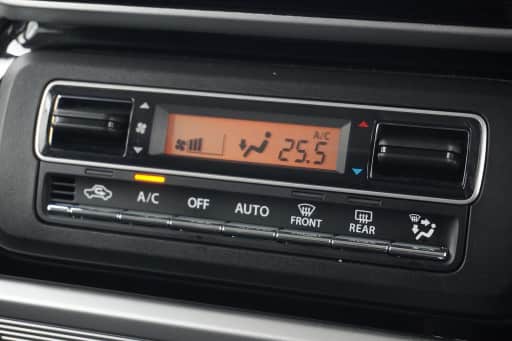 A/C
25.5
A/C
OFF
AUTO
FRONT
REAR